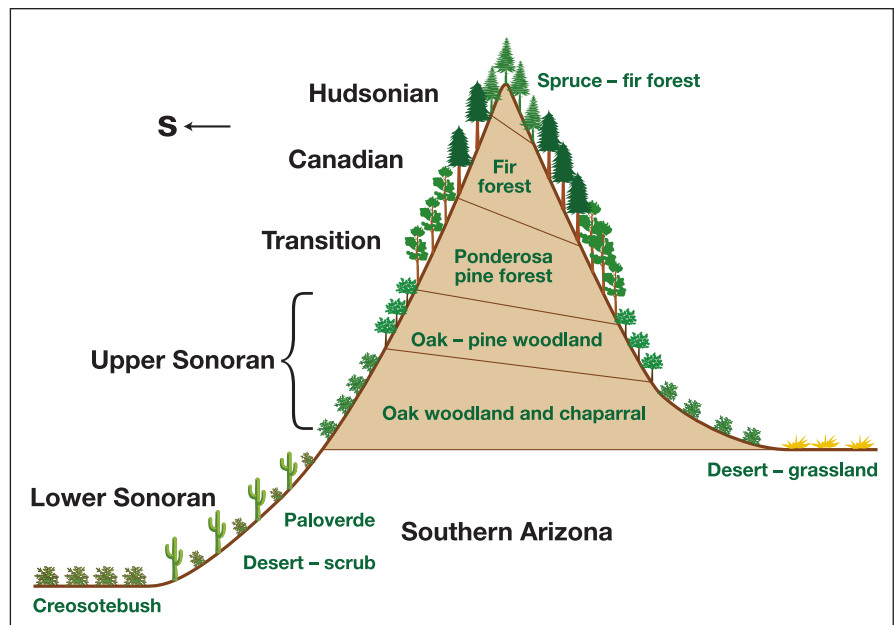 Hudsonian
Spruce – fir forest
S
Canadian
Fir
forest
Transition
Ponderosa
pine forest
Oak – pine woodland
Upper Sonoran
Oak woodland and chaparral
Desert – grassland
Lower Sonoran
Paloverde
Southern Arizona
Desert – scrub
Creosotebush